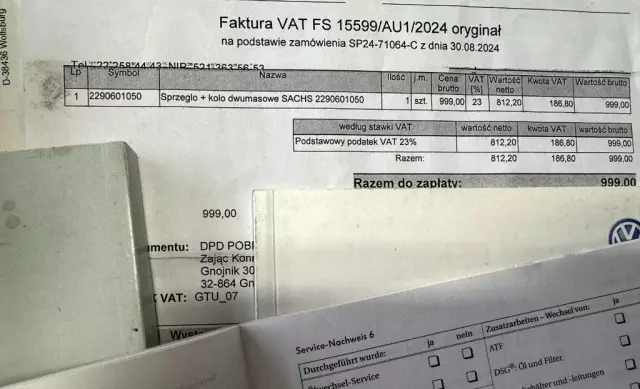 D-38436 Wolfsburg
Faktura VAT FS 15599/AU1/2024 oryginał
na podstawie zamówienia SP24-71064-C z dnia 30.08.2024
Lp Symbol Nazwa Ilość j.m. Cena brutto VAT [%] Wartość netto Kwota VAT Wartość brutto
1 2290601050 Sprzęgło + koło dwumasowe SACHS 2290601050 1 szt. 999,00 23 812,20 186,80 999,00
według stawki VAT wartość netto kwota VAT Wartość brutto
Podstawowy podatek VAT 23% 812,20 186,80 999,00
Razem: 812,20 186,80 999,00
Razem do zapłaty: 999,00
999,00
umentu: DPD POBI
Zając Konr
Gnojnik 30
32-864 Gn
VAT: GTU_07
Service-Nachweis 6
ja nein Zusatzarbeiten – Wechsel von: ja
Durchgeführt wurde:
ATF
wechsel-Service
DSG®: Öl und Filter